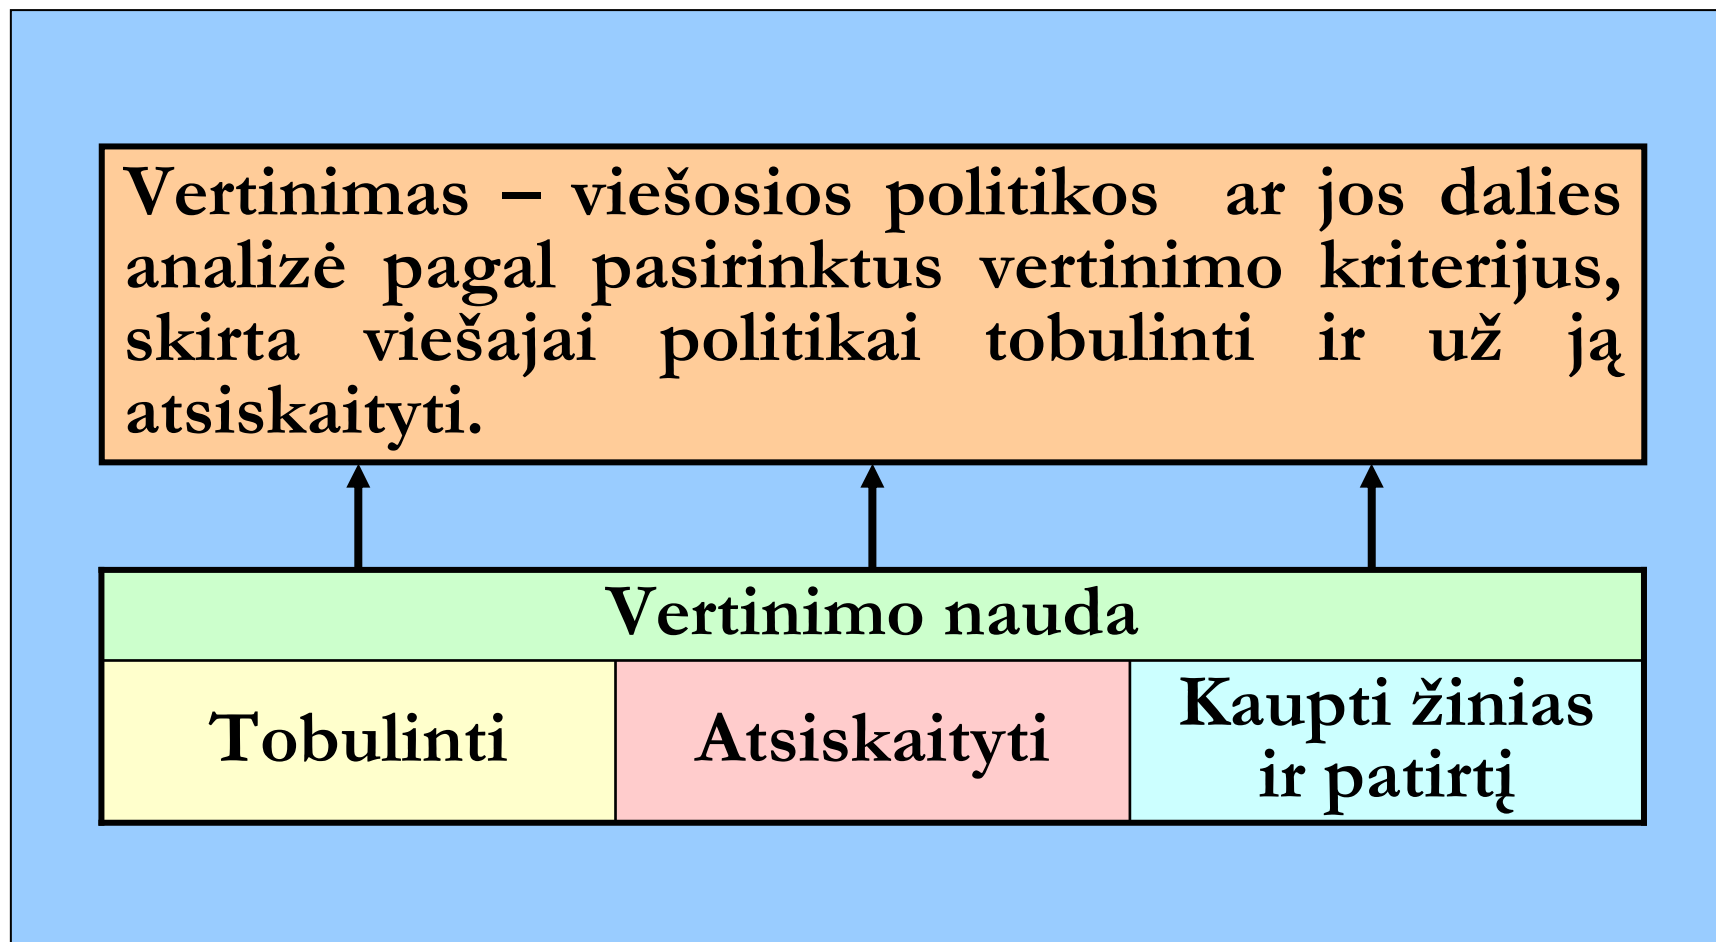 Vertinimas – viešosios politikos ar jos dalies
analizė pagal pasirinktus vertinimo kriterijus,
skirta viešajai politikai tobulinti ir už ją
atsiskaityti.
Vertinimo nauda
Tobulinti
Atsiskaityti
Kaupti žinias
ir patirtį